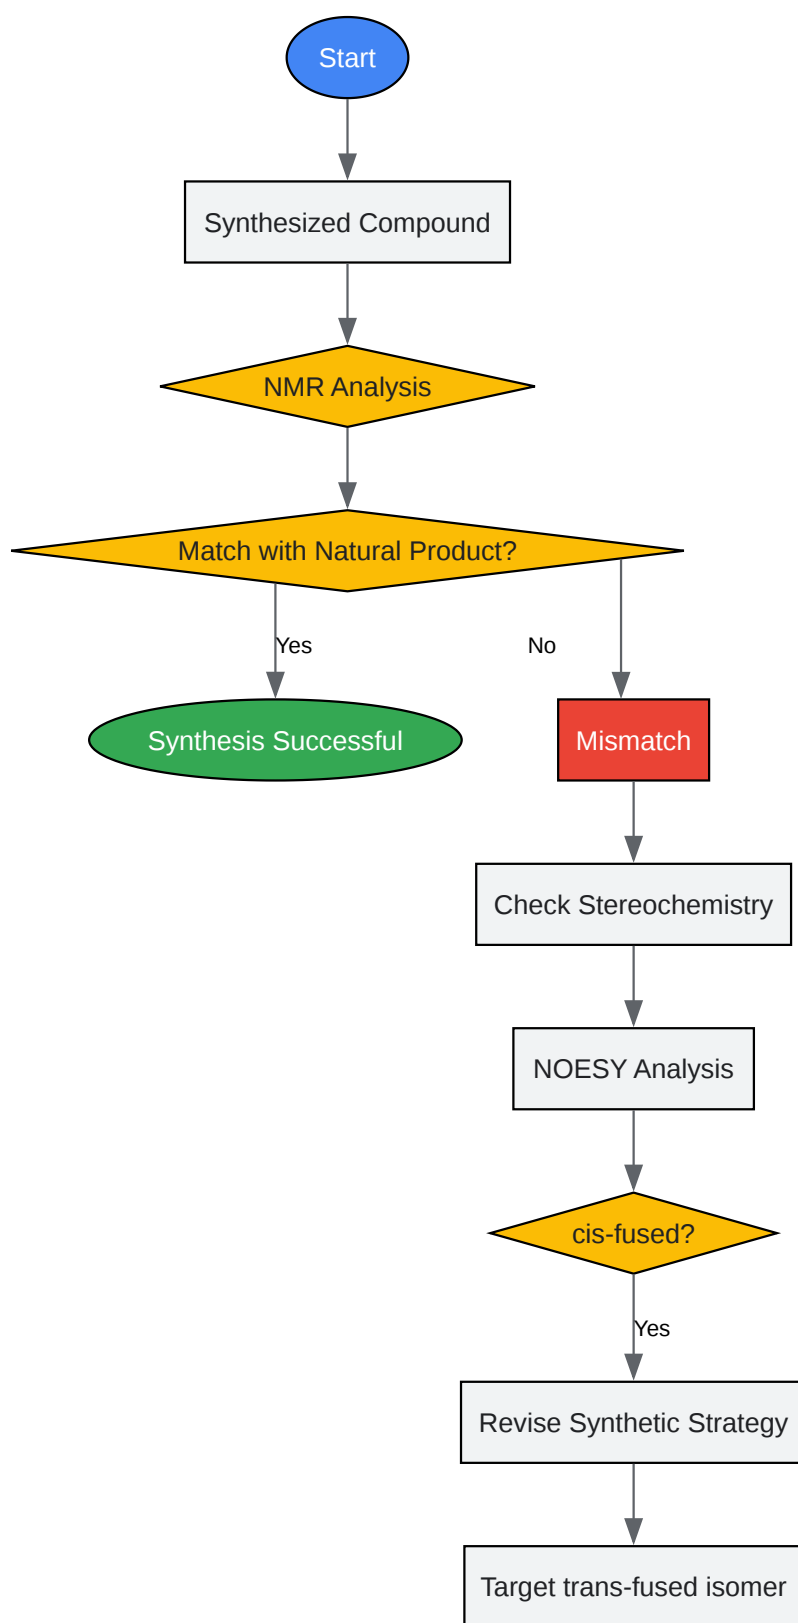 Start
Synthesized Compound
NMR Analysis
Match with Natural Product?
Yes
No
Synthesis Successful
Mismatch
Check Stereochemistry
NOESY Analysis
cis-fused?
Yes
Revise Synthetic Strategy
Target trans-fused isomer